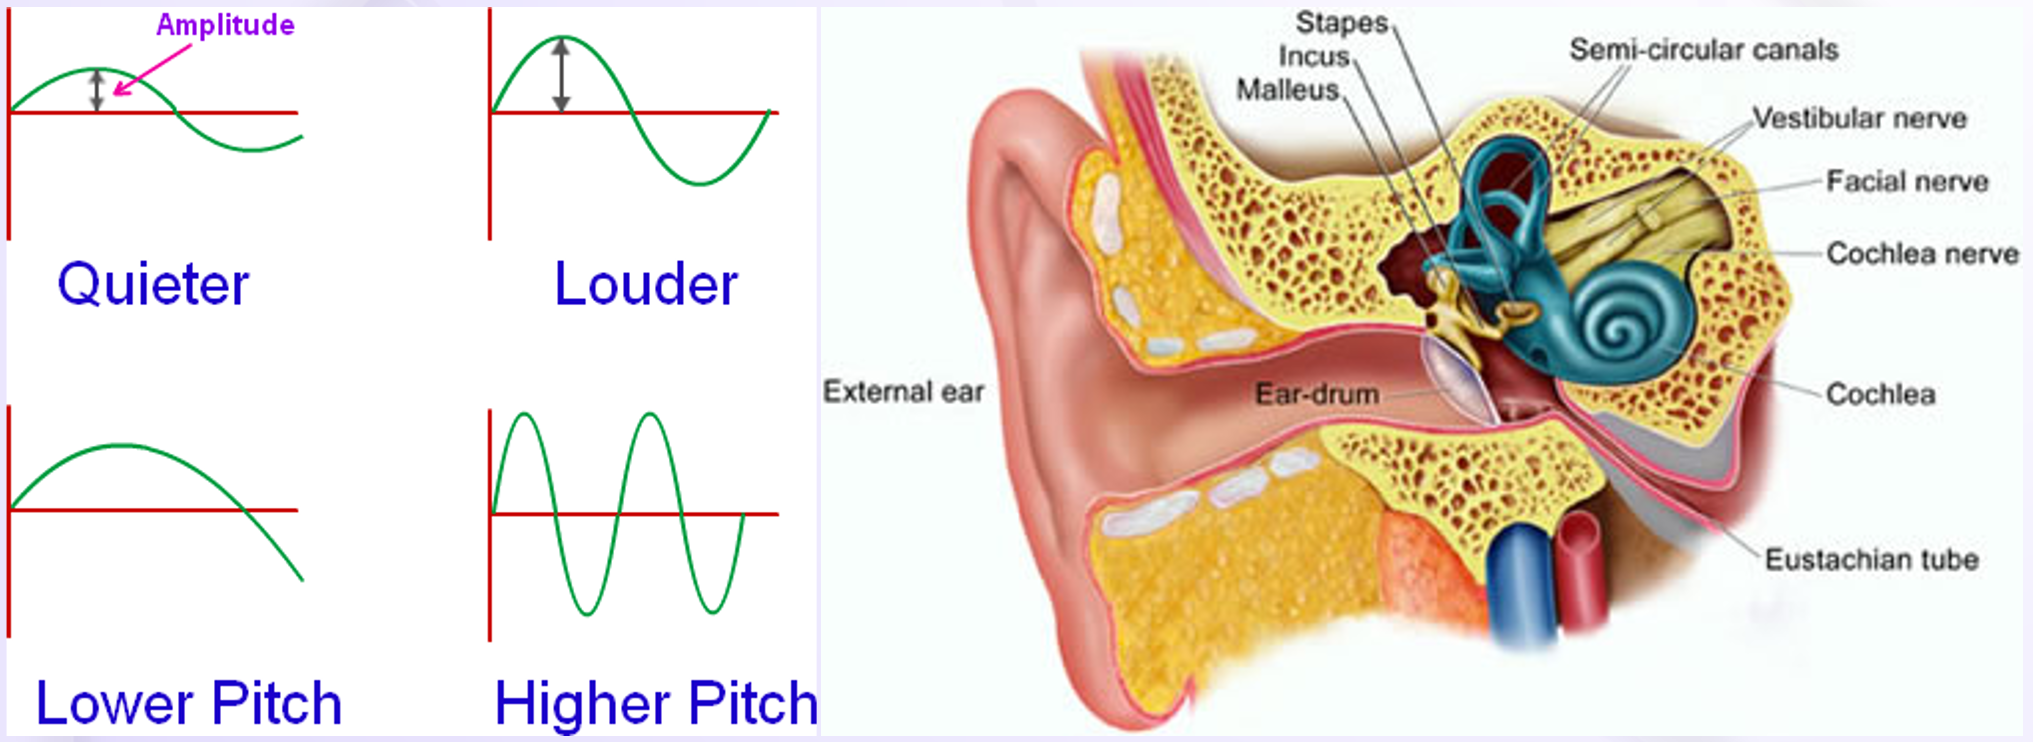 Amplitude
Quieter
Louder
Lower Pitch
Higher Pitch
Stapes
Incus
Malleus
Semi-circular canals
Vestibular nerve
Facial nerve
Cochlea nerve
External ear
Ear-drum
Cochlea
Eustachian tube